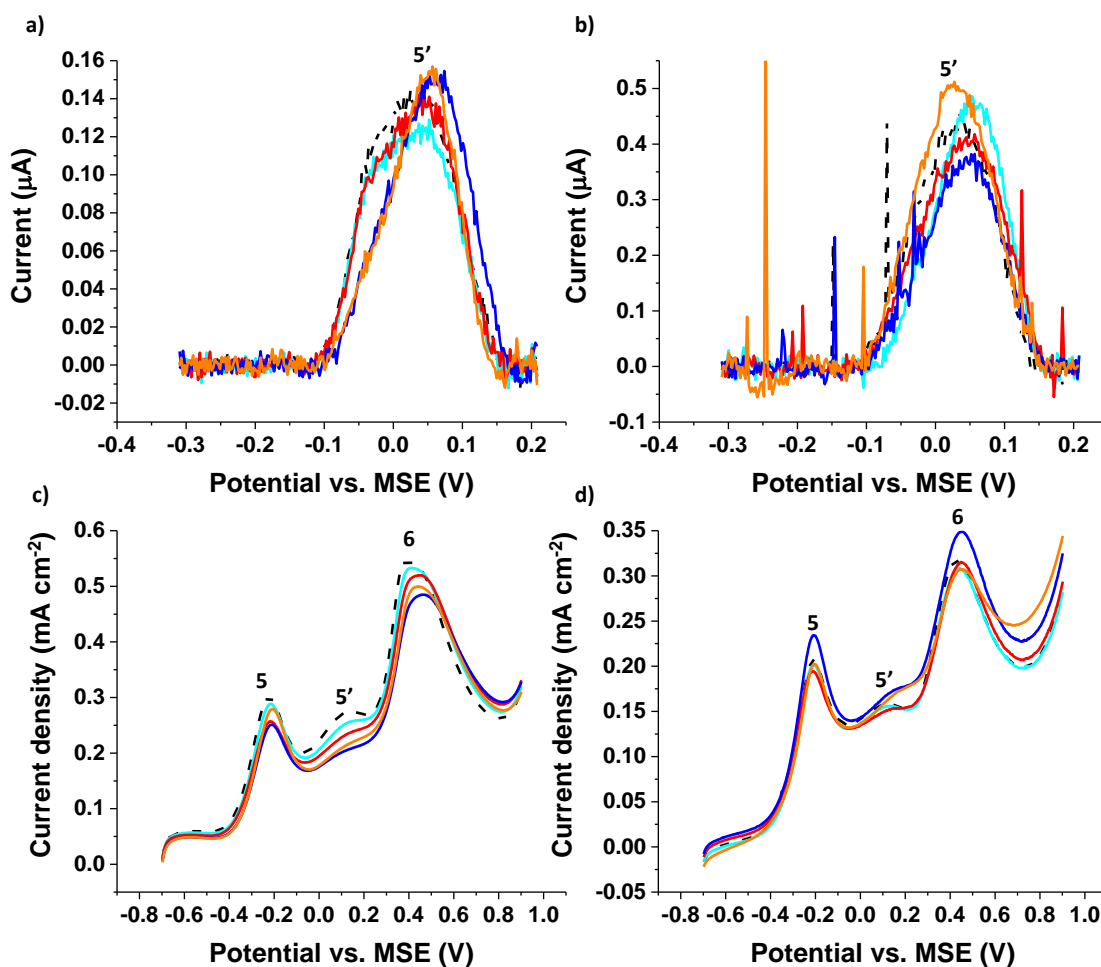 a)
5'
0.16
0.14
0.12
0.10
0.08
0.06
0.04
0.02
0.00
-0.02
Current (μA)
-0.4 -0.3 -0.2 -0.1 0.0 0.1 0.2
Potential vs. MSE (V)
b)
5'
0.5
0.4
0.3
0.2
0.1
0.0
-0.1
Current (μA)
-0.4 -0.3 -0.2 -0.1 0.0 0.1 0.2
Potential vs. MSE (V)
c)
6
5
5'
0.6
0.5
0.4
0.3
0.2
0.1
0.0
Current density (mA cm⁻²)
-0.8 -0.6 -0.4 -0.2 0.0 0.2 0.4 0.6 0.8 1.0
Potential vs. MSE (V)
d)
6
5
5'
0.35
0.30
0.25
0.20
0.15
0.10
0.05
0.00
-0.05
Current density (mA cm⁻²)
-0.8 -0.6 -0.4 -0.2 0.0 0.2 0.4 0.6 0.8 1.0
Potential vs. MSE (V)